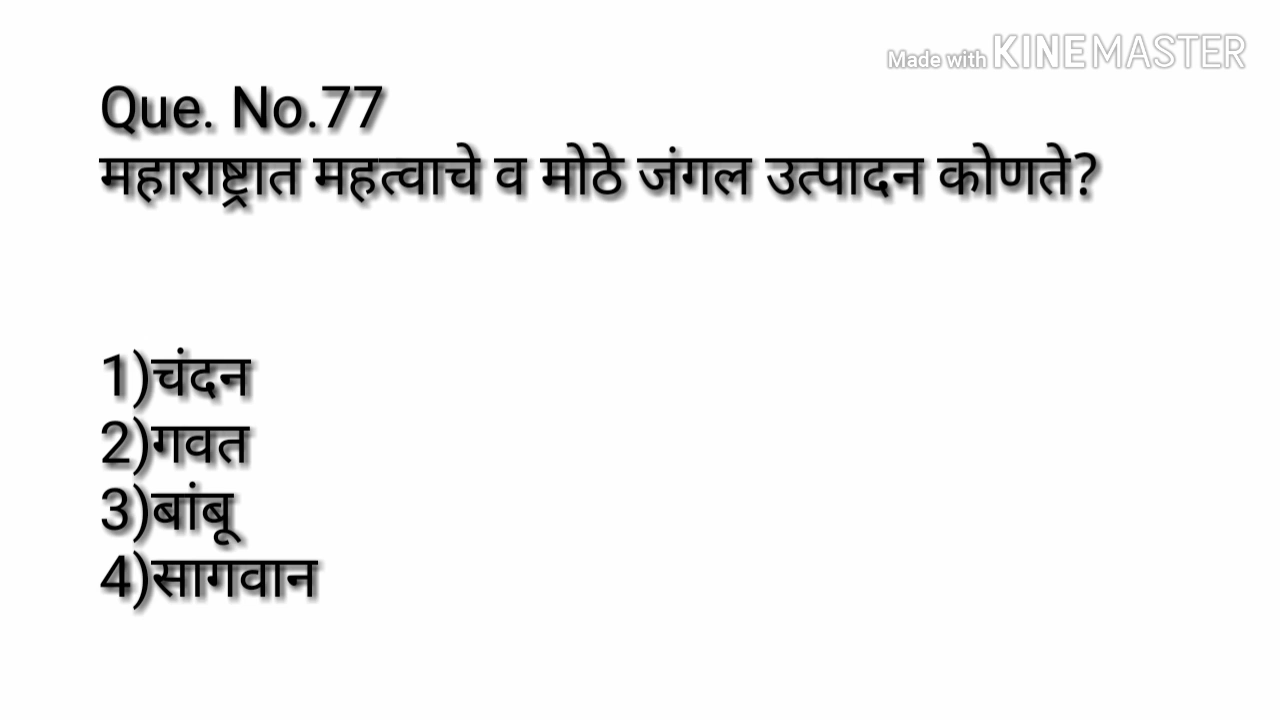 Made with KINEMASTER
Que. No.77
महाराष्ट्रात महत्वाचे व मोठे जंगल उत्पादन कोणते?
1)चंदन
2)गवत
3)बांबू
4)सागवान